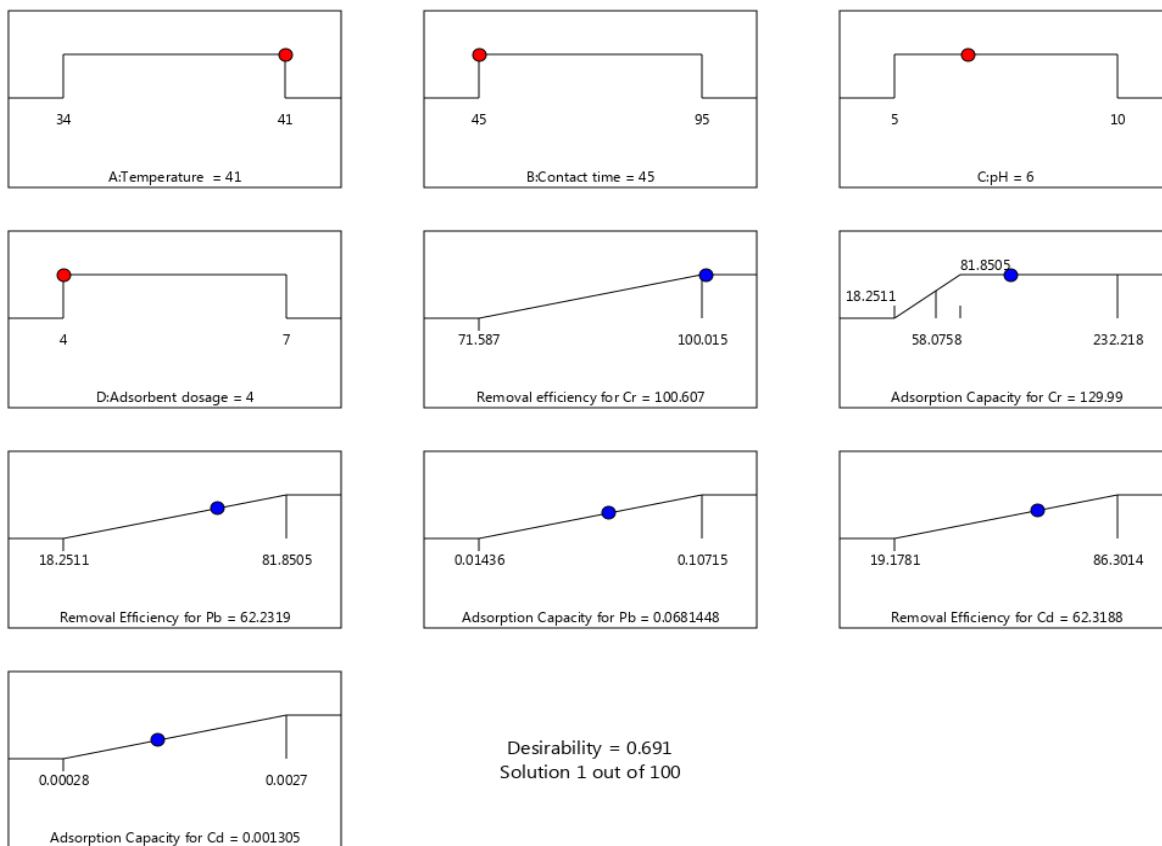 34 41
A:Temperature = 41
45 95
B:Contact time = 45
5 10
C:pH = 6
4 7
D:Adsorbent dosage = 4
71.587 100.015
Removal efficiency for Cr = 100.607
81.8505
18.2511
58.0758 232.218
Adsorption Capacity for Cr = 129.99
18.2511 81.8505
Removal Efficiency for Pb = 62.2319
0.01436 0.10715
Adsorption Capacity for Pb = 0.0681448
19.1781 86.3014
Removal Efficiency for Cd = 62.3188
0.00028 0.0027
Adsorption Capacity for Cd = 0.001305
Desirability = 0.691
Solution 1 out of 100